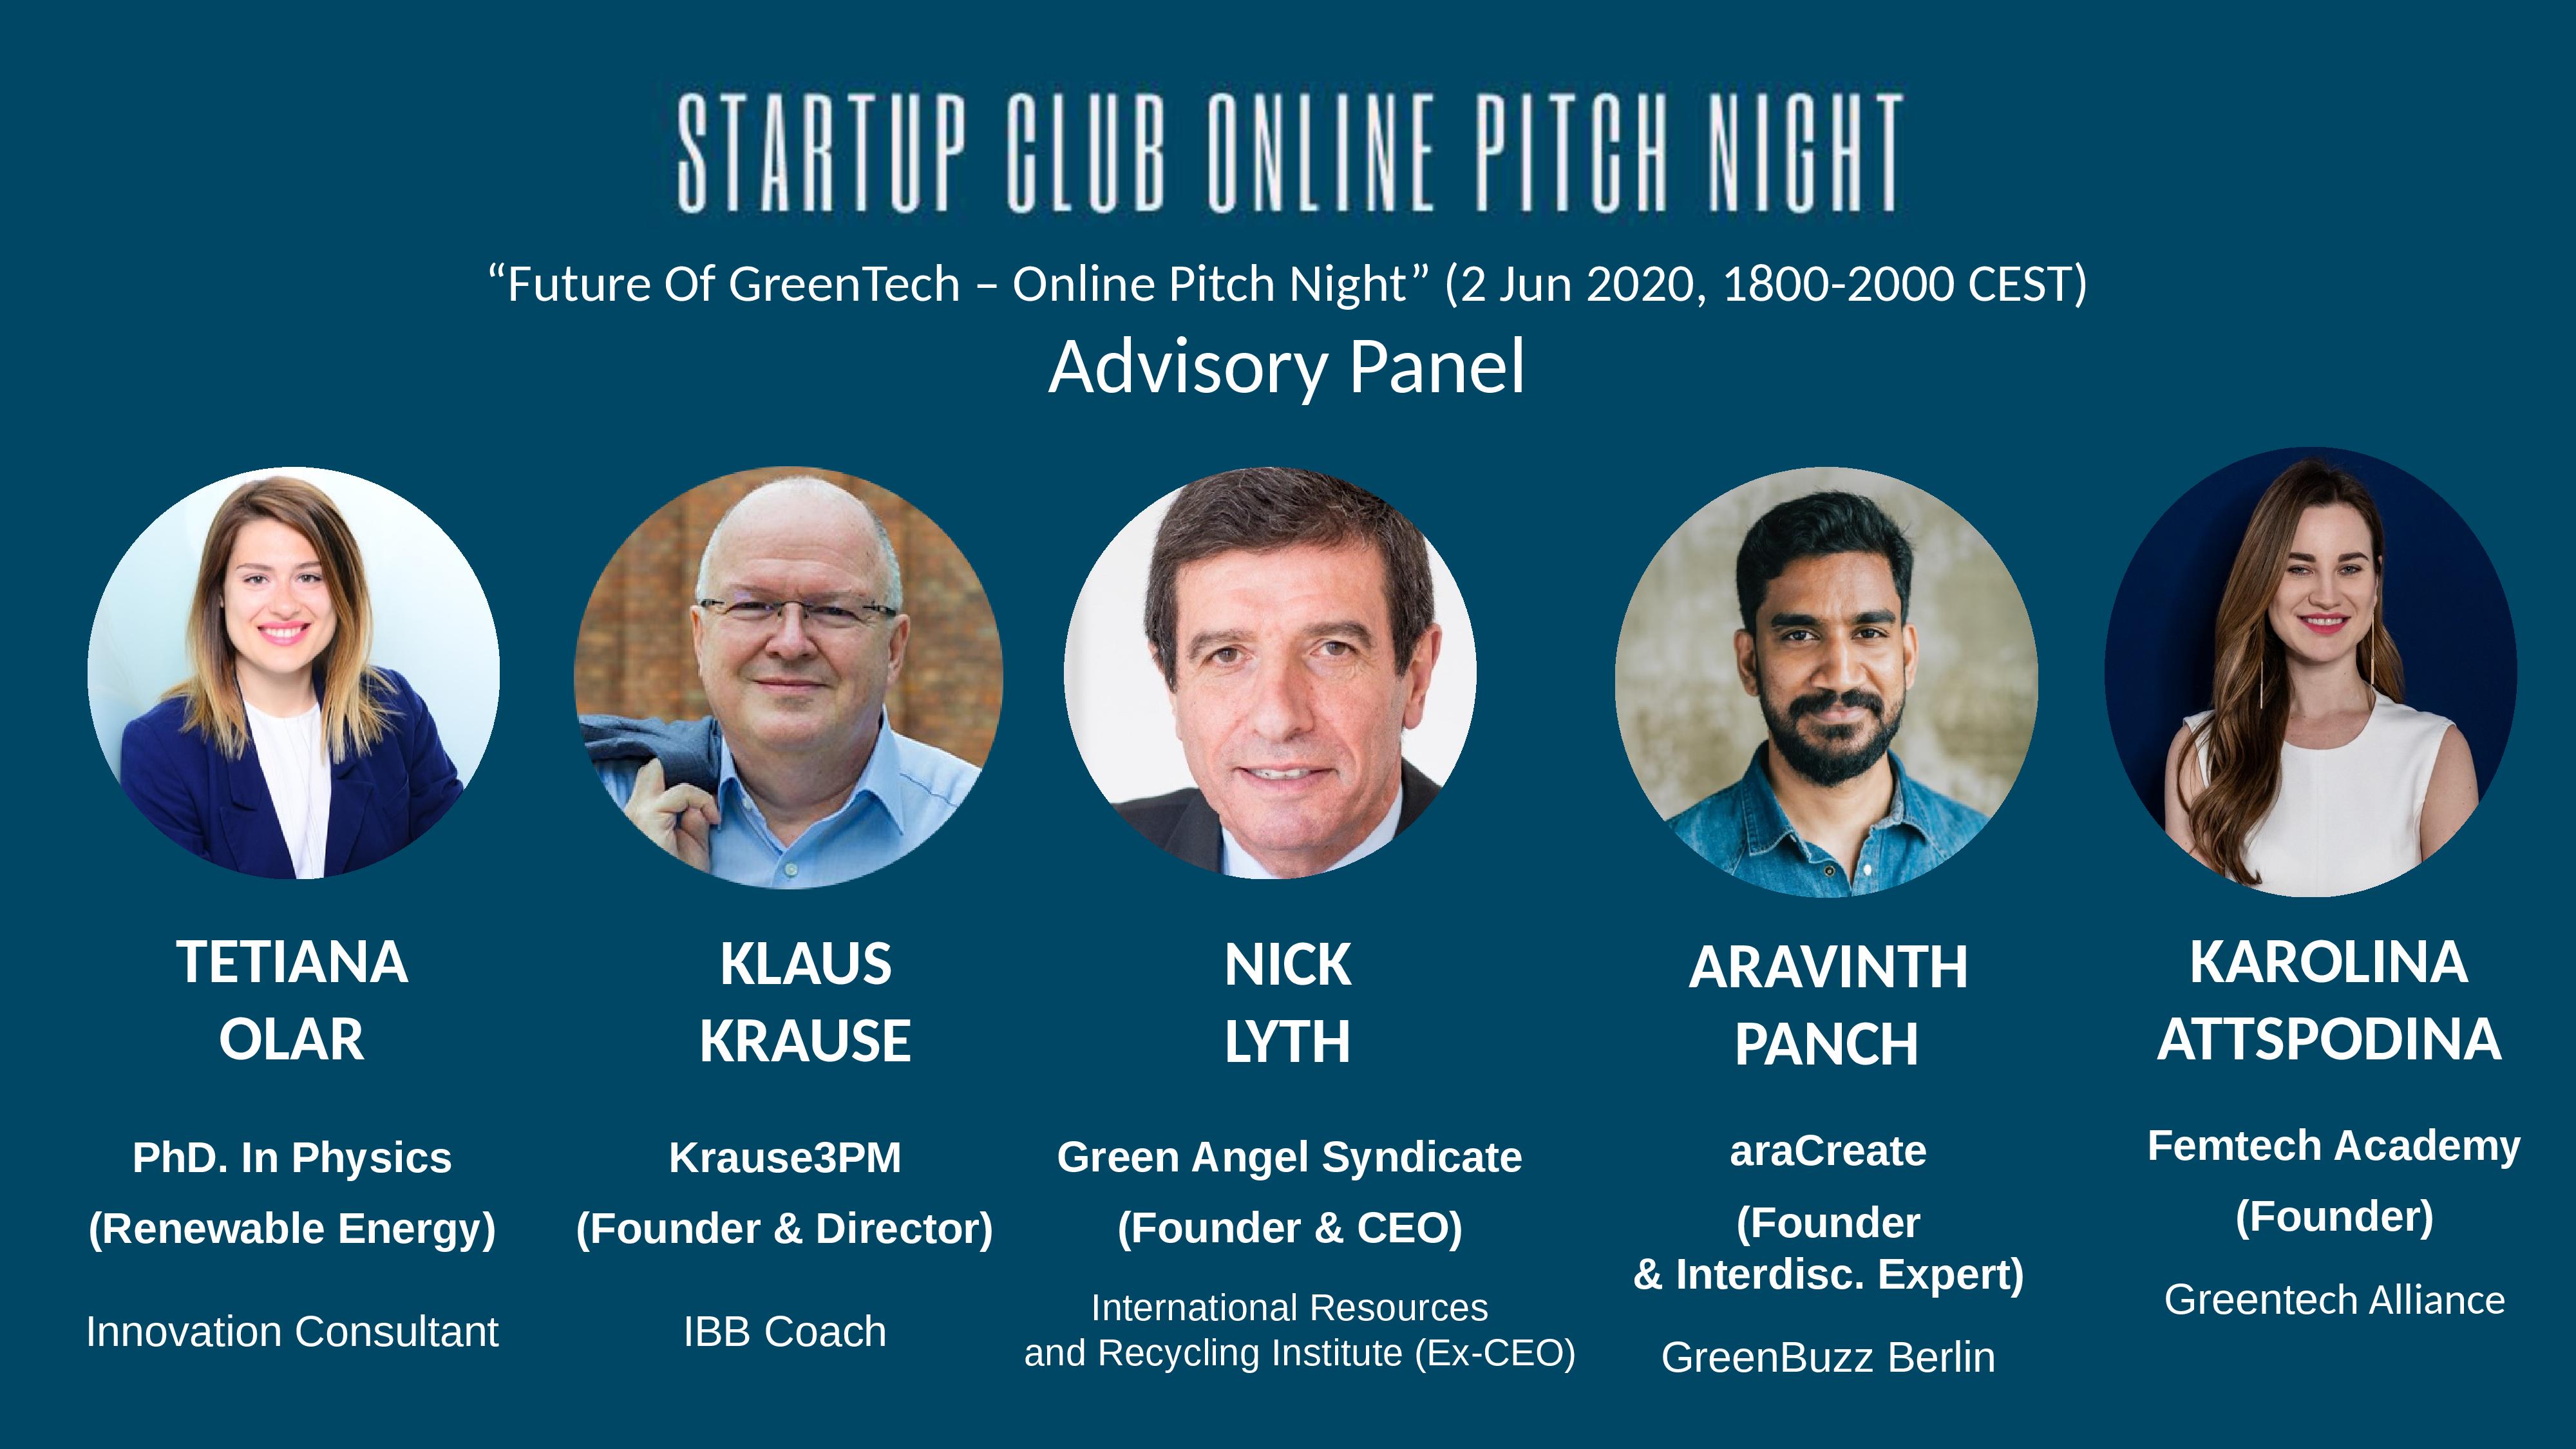 STARTUP CLUB ONLINE PITCH NIGHT
“Future Of GreenTech – Online Pitch Night” (2 Jun 2020, 1800-2000 CEST)
Advisory Panel
TETIANA
OLAR
PhD. In Physics
(Renewable Energy)
Innovation Consultant
KLAUS
KRAUSE
Krause3PM
(Founder & Director)
IBB Coach
NICK
LYTH
Green Angel Syndicate
(Founder & CEO)
International Resources
and Recycling Institute (Ex-CEO)
ARAVINTH
PANCH
araCreate
(Founder
& Interdisc. Expert)
GreenBuzz Berlin
KAROLINA
ATTSPODINA
Femtech Academy
(Founder)
Greentech Alliance